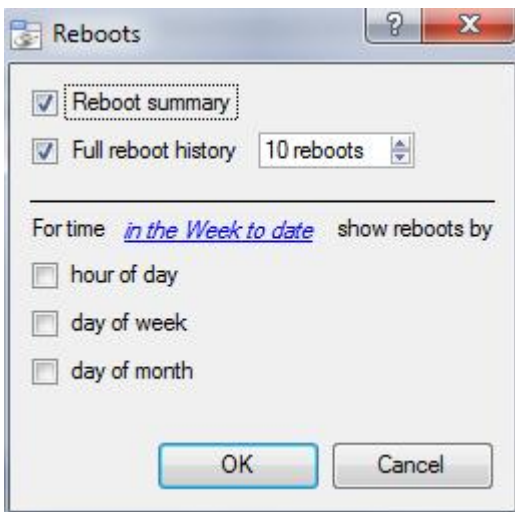 Reboots
Reboot summary
Full reboot history 10 reboots
For time in the Week to date show reboots by
hour of day
day of week
day of month
OK Cancel